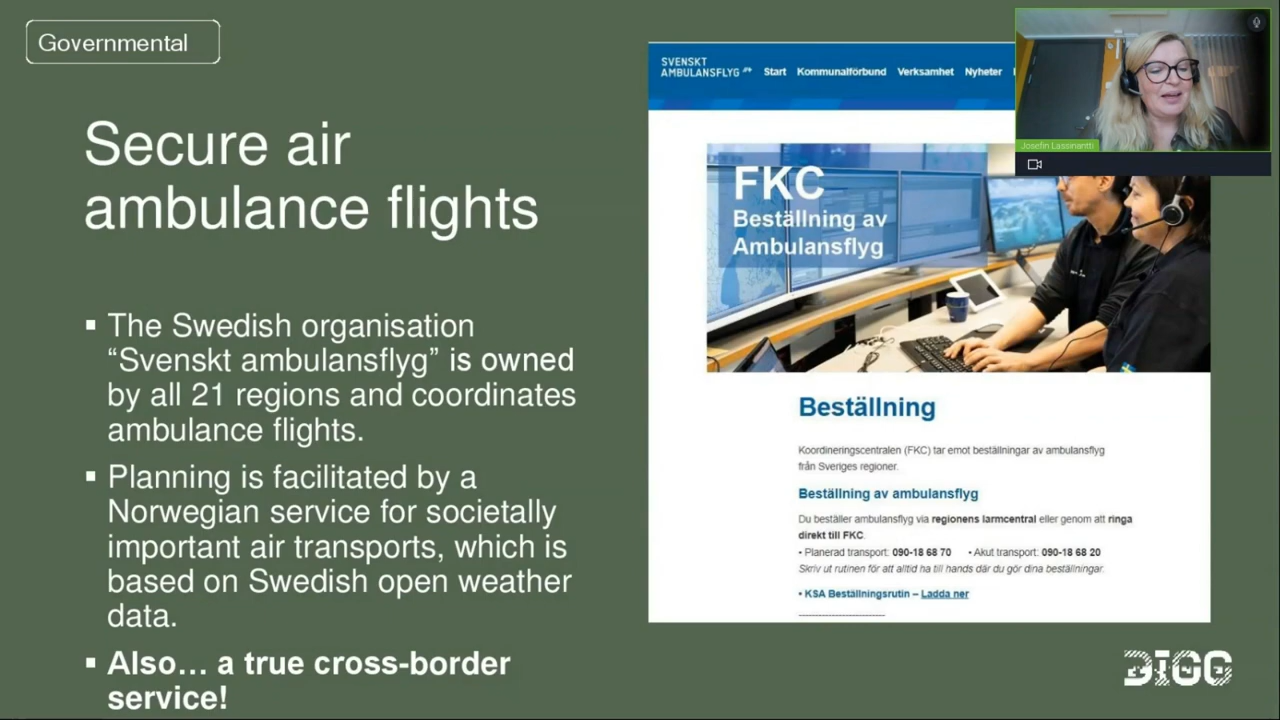 Governmental
Secure air
ambulance flights
▪ The Swedish organisation
“Svenskt ambulansflyg” is owned
by all 21 regions and coordinates
ambulance flights.
▪ Planning is facilitated by a
Norwegian service for societally
important air transports, which is
based on Swedish open weather
data.
▪ Also… a true cross-border
service!
SVENSKT
AMBULANSFLYG
Start Kommunalförbund Verksamhet Nyheter
Josefin Lassinantti
FKC
Beställning av
Ambulansflyg
Beställning
Koordineringscentralen (FKC) tar emot beställningar av ambulansflyg
från Sveriges regioner.
Beställning av ambulansflyg
Du beställer ambulansflyg via regionens larmcentral eller genom att ringa
direkt till FKC.
• Planerad transport: 090-18 68 70 • Akut transport: 090-18 68 20
Skriv ut rutinen för att alltid ha till hands där du gör dina beställningar.
• KSA Beställningsrutin – Ladda ner
DIGG